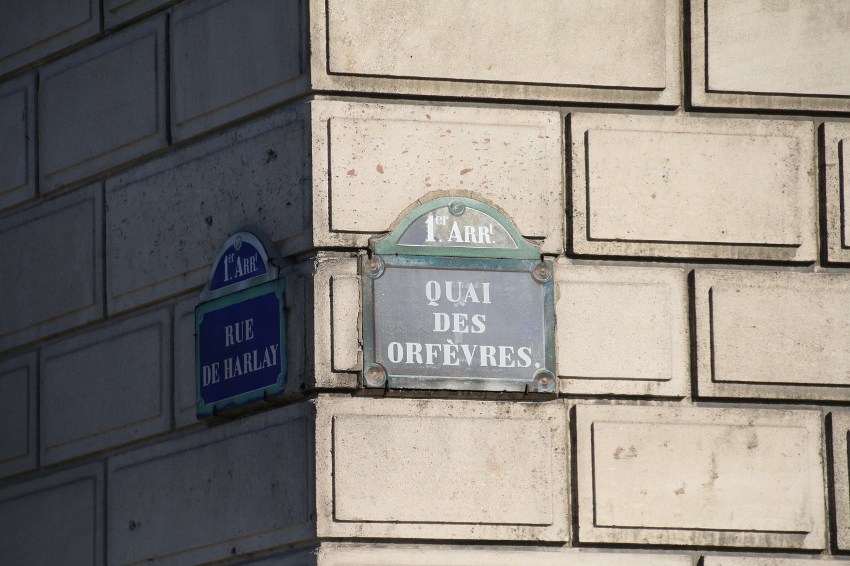 1er ARRt
RUE
DE HARLAY
1er ARRt.
QUAI
DES
ORFÈVRES.